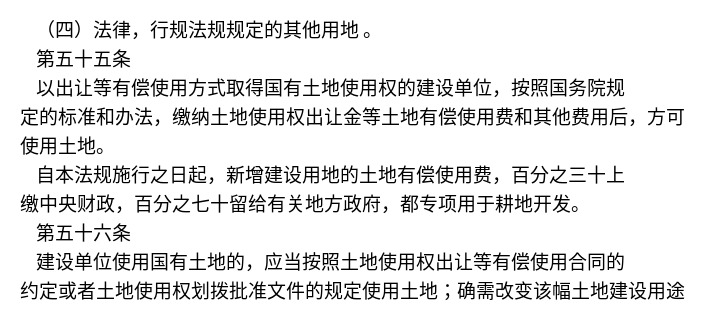 （四）法律，行规法规规定的其他用地 。
第五十五条
以出让等有偿使用方式取得国有土地使用权的建设单位，按照国务院规
定的标准和办法，缴纳土地使用权出让金等土地有偿使用费和其他费用后，方可
使用土地。
自本法规施行之日起，新增建设用地的土地有偿使用费，百分之三十上
缴中央财政，百分之七十留给有关地方政府，都专项用于耕地开发。
第五十六条
建设单位使用国有土地的，应当按照土地使用权出让等有偿使用合同的
约定或者土地使用权划拨批准文件的规定使用土地；确需改变该幅土地建设用途